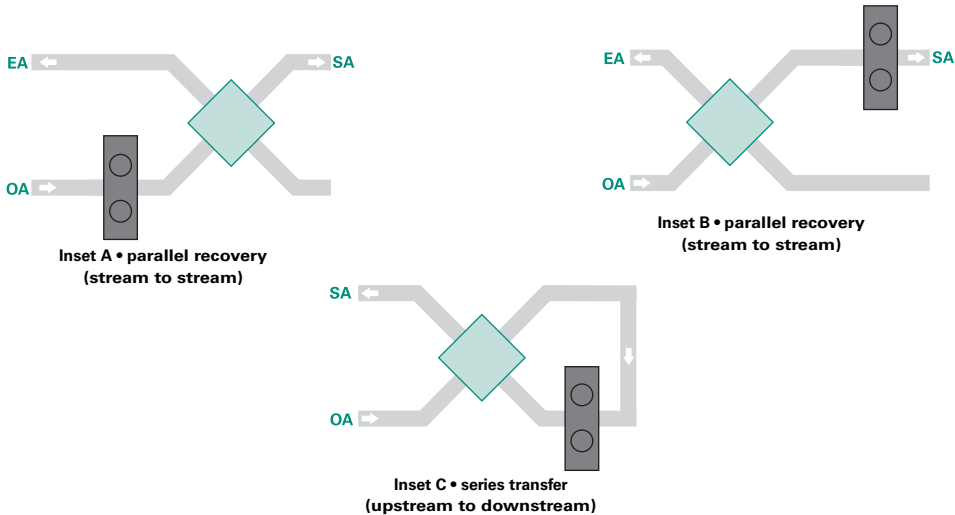 EA
SA
OA
Inset A • parallel recovery
(stream to stream)
EA
SA
OA
Inset B • parallel recovery
(stream to stream)
SA
OA
Inset C • series transfer
(upstream to downstream)